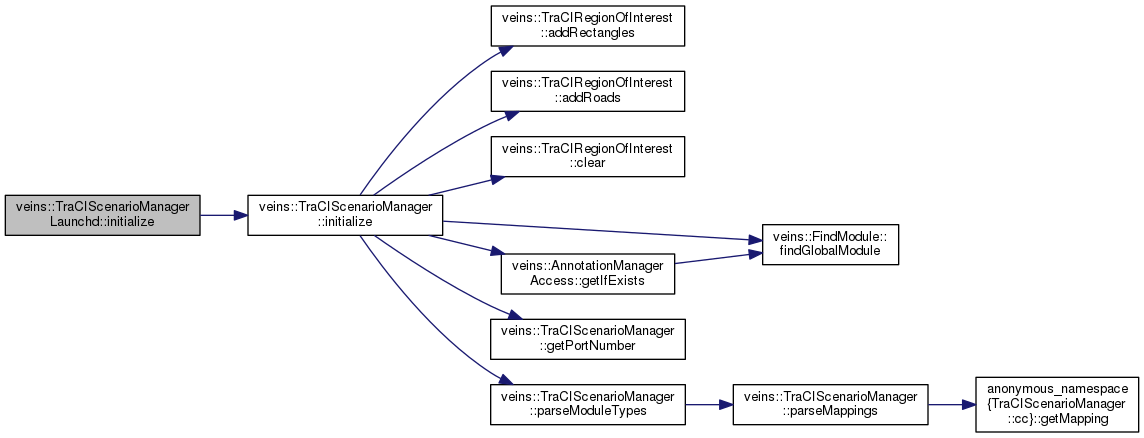 veins::TraCIRegionOfInterest
::addRectangles
veins::TraCIRegionOfInterest
::addRoads
veins::TraCIRegionOfInterest
::clear
veins::TraCIScenarioManager
Launchd::initialize
veins::TraCIScenarioManager
::initialize
veins::FindModule::
findGlobalModule
veins::AnnotationManager
Access::getIfExists
veins::TraCIScenarioManager
::getPortNumber
veins::TraCIScenarioManager
::parseModuleTypes
veins::TraCIScenarioManager
::parseMappings
anonymous_namespace
{TraCIScenarioManager
::cc}::getMapping